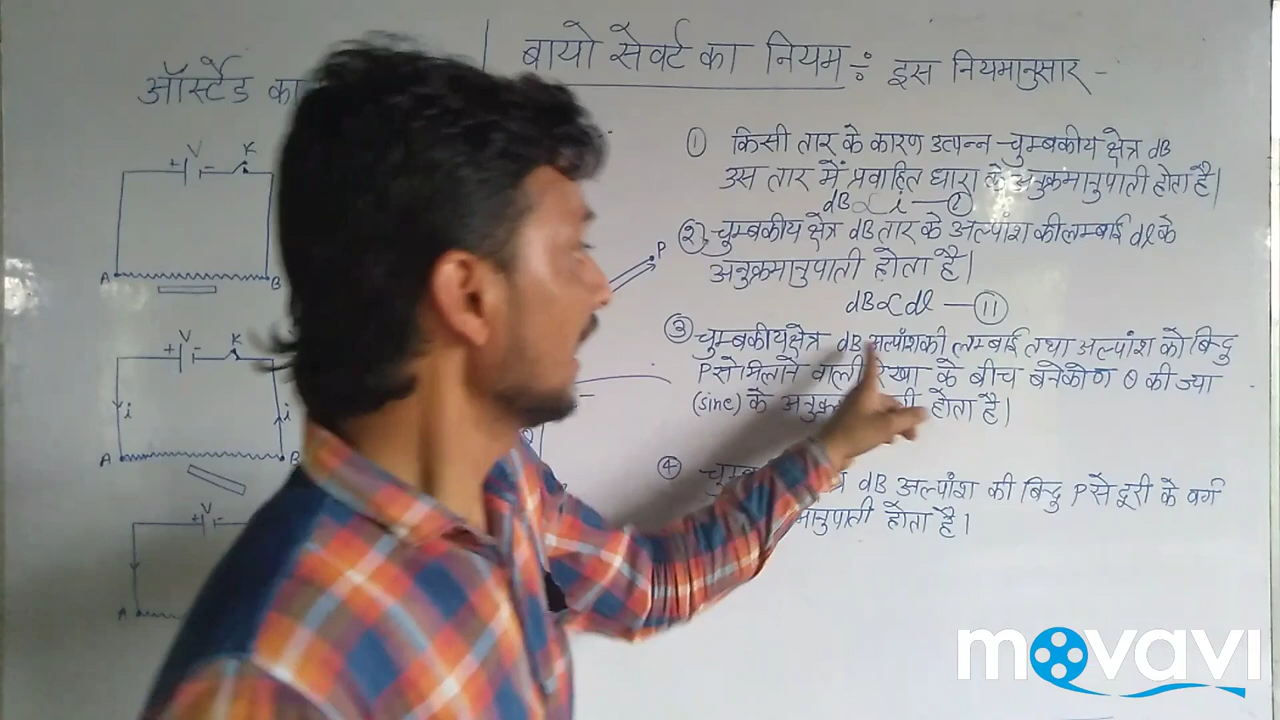 ऑर्स्टेड का
बायो सेवर्ट का नियम : इस नियमानुसार -
+ V - K
A B
+ V - K
i i
A B
+ V -
A
P
① किसी तार के कारण उत्पन्न चुम्बकीय क्षेत्र dB
उस तार में प्रवाहित धारा के अनुक्रमानुपाती होता है।
dB ∝ i —①
② चुम्बकीय क्षेत्र dB तार के अल्पांश की लम्बाई dl के
अनुक्रमानुपाती होता है।
dB ∝ dl —⑪
③ चुम्बकीय क्षेत्र dB अल्पांश की लम्बाई तथा अल्पांश को बिन्दु
P से मिलाने वाली रेखा के बीच बने कोण θ की ज्या
(sine) के होता है।
④ dB अल्पांश की बिन्दु P से दूरी के वर्ग
होता है।
movavi